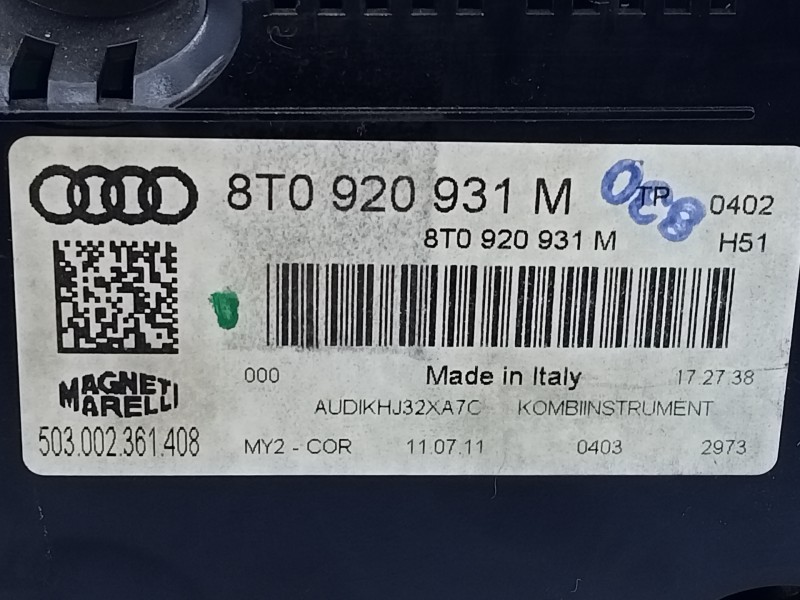 8T0 920 931 M TP 0402
8T0 920 931 M H51
000 Made in Italy 17.27.38
MAGNETI MARELLI
AUDIKHJ32XA7C KOMBIINSTRUMENT
503.002.361.408 MY2 - COR 11.07.11 0403 2973